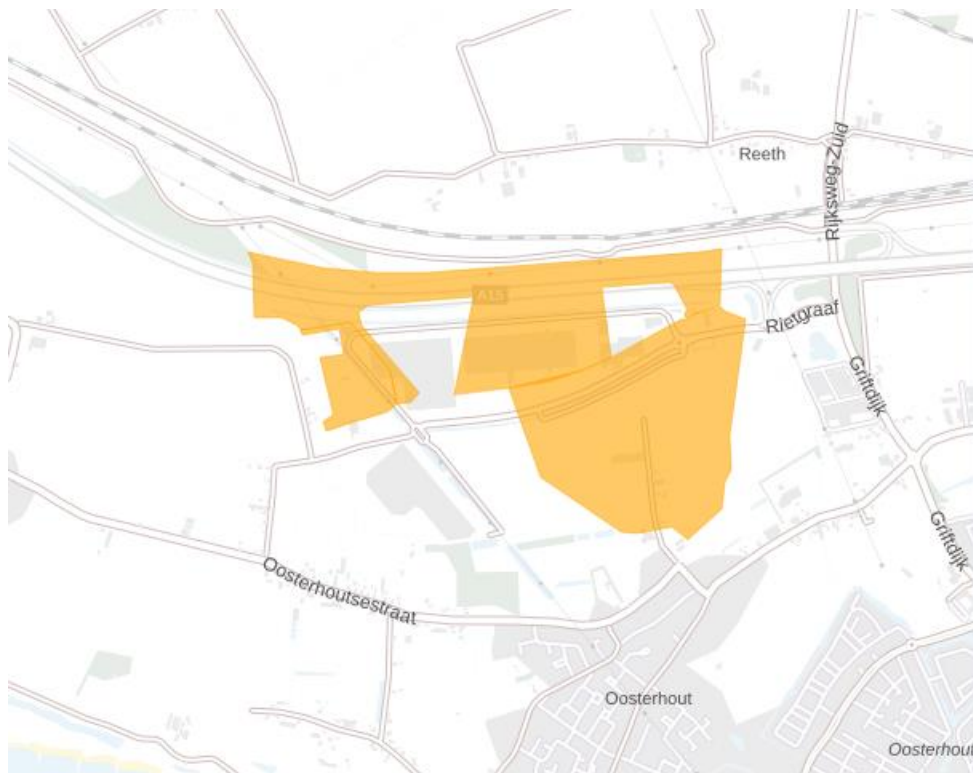 Reeth
Rijksweg-Zuid
A15
Rietgraaf
Griftdijk
Griftdijk
Oosterhoutsestraat
Oosterhout
Oosterhout